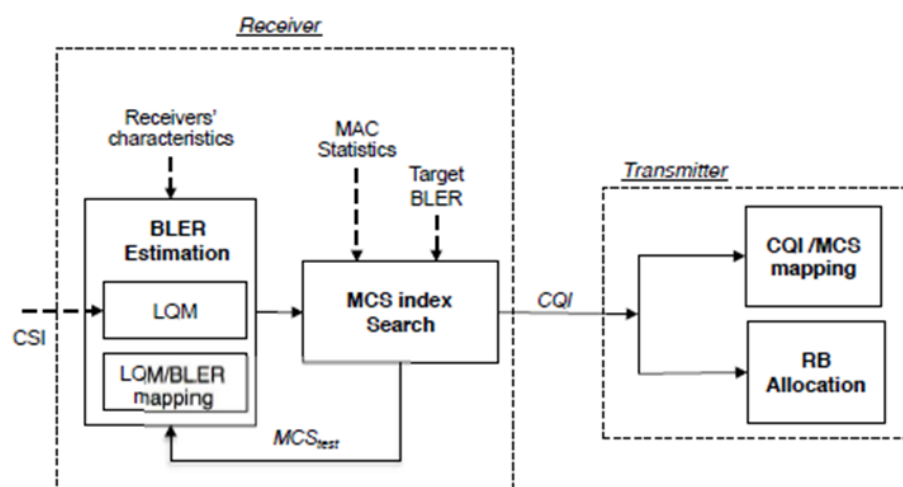 Receiver
Receivers'
characteristics
MAC
Statistics
Target
BLER
Transmitter
BLER
Estimation
LQM
LQM/BLER
mapping
CSI
MCS index
Search
CQI
CQI /MCS
mapping
RB
Allocation
MCStest